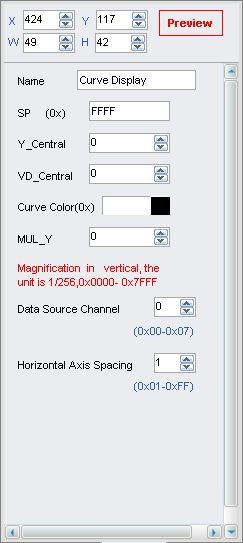 X 424 Y 117 Preview
W 49 H 42
Name Curve Display
SP (0x) FFFF
Y_Central 0
VD_Central 0
Curve Color(0x)
MUL_Y 0
Magnification in vertical, the
unit is 1/256,0x0000- 0x7FFF
Data Source Channel 0
(0x00-0x07)
Horizontal Axis Spacing 1
(0x01-0xFF)